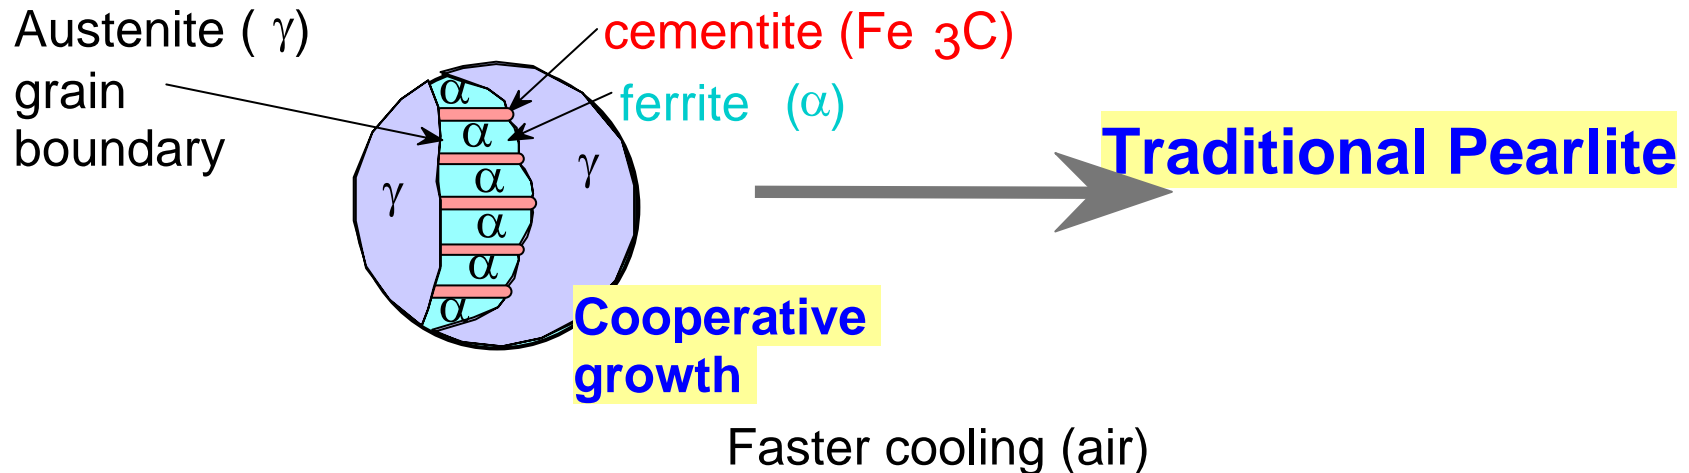 Austenite ( γ)
grain
boundary
cementite (Fe 3C)
ferrite (α)
α
α
α
α
α
α
γ
γ
Traditional Pearlite
Cooperative
growth
Faster cooling (air)